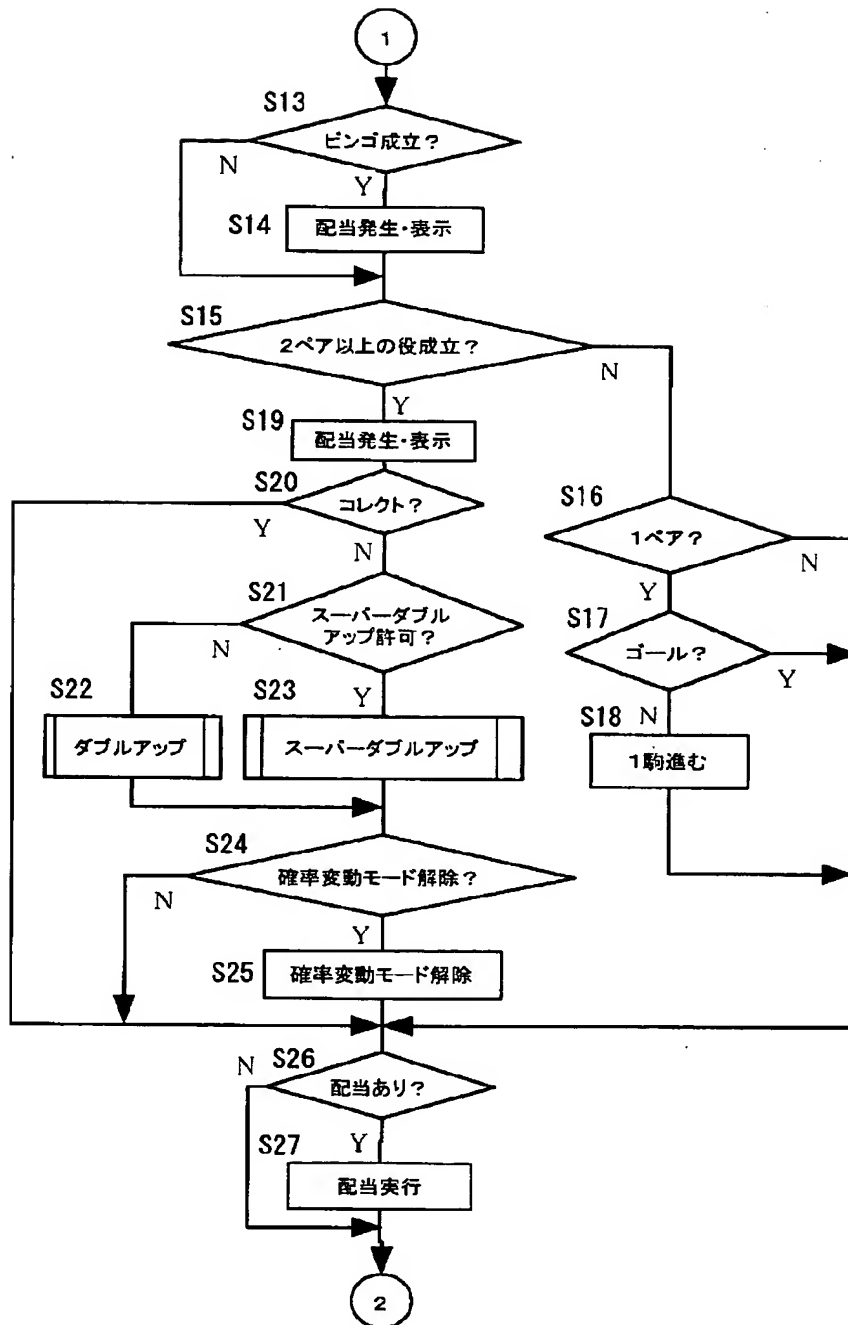 1
S13
ビンゴ成立?
N
Y
S14
配当発生・表示
S15
2ペア以上の役成立?
N
Y
S19
配当発生・表示
S20
コレクト?
Y
N
S16
1ペア?
N
Y
S21
スーパーダブル
アップ許可?
N
Y
S17
ゴール?
Y
N
S22
ダブルアップ
S23
スーパーダブルアップ
S18
1駒進む
S24
確率変動モード解除?
N
Y
S25
確率変動モード解除
S26
配当あり?
N
Y
S27
配当実行
2